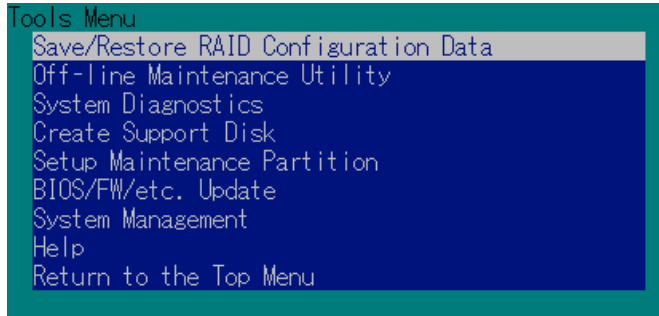 Tools Menu
Save/Restore RAID Configuration Data
Off-line Maintenance Utility
System Diagnostics
Create Support Disk
Setup Maintenance Partition
BIOS/FW/etc. Update
System Management
Help
Return to the Top Menu